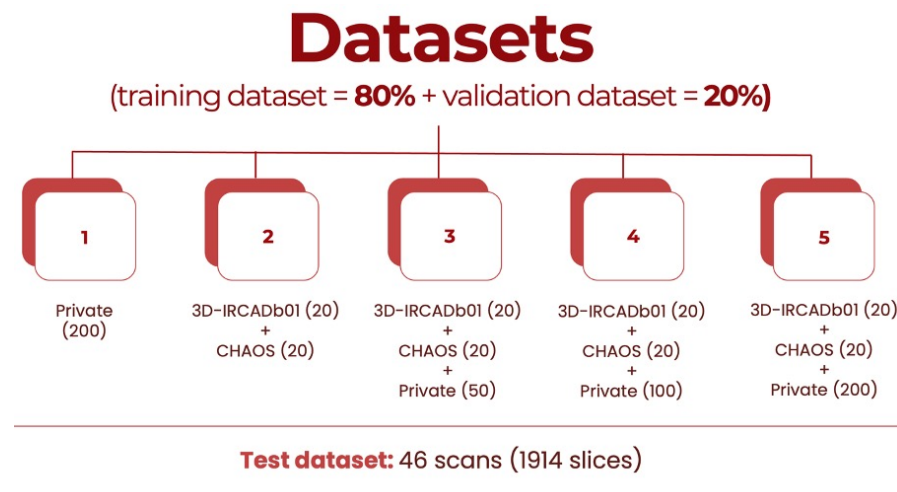 Datasets
(training dataset = 80% + validation dataset = 20%)
1
2
3
4
5
Private
(200)
3D-IRCADb01 (20)
+
CHAOS (20)
3D-IRCADb01 (20)
+
CHAOS (20)
+
Private (50)
3D-IRCADb01 (20)
+
CHAOS (20)
+
Private (100)
3D-IRCADb01 (20)
+
CHAOS (20)
+
Private (200)
Test dataset: 46 scans (1914 slices)